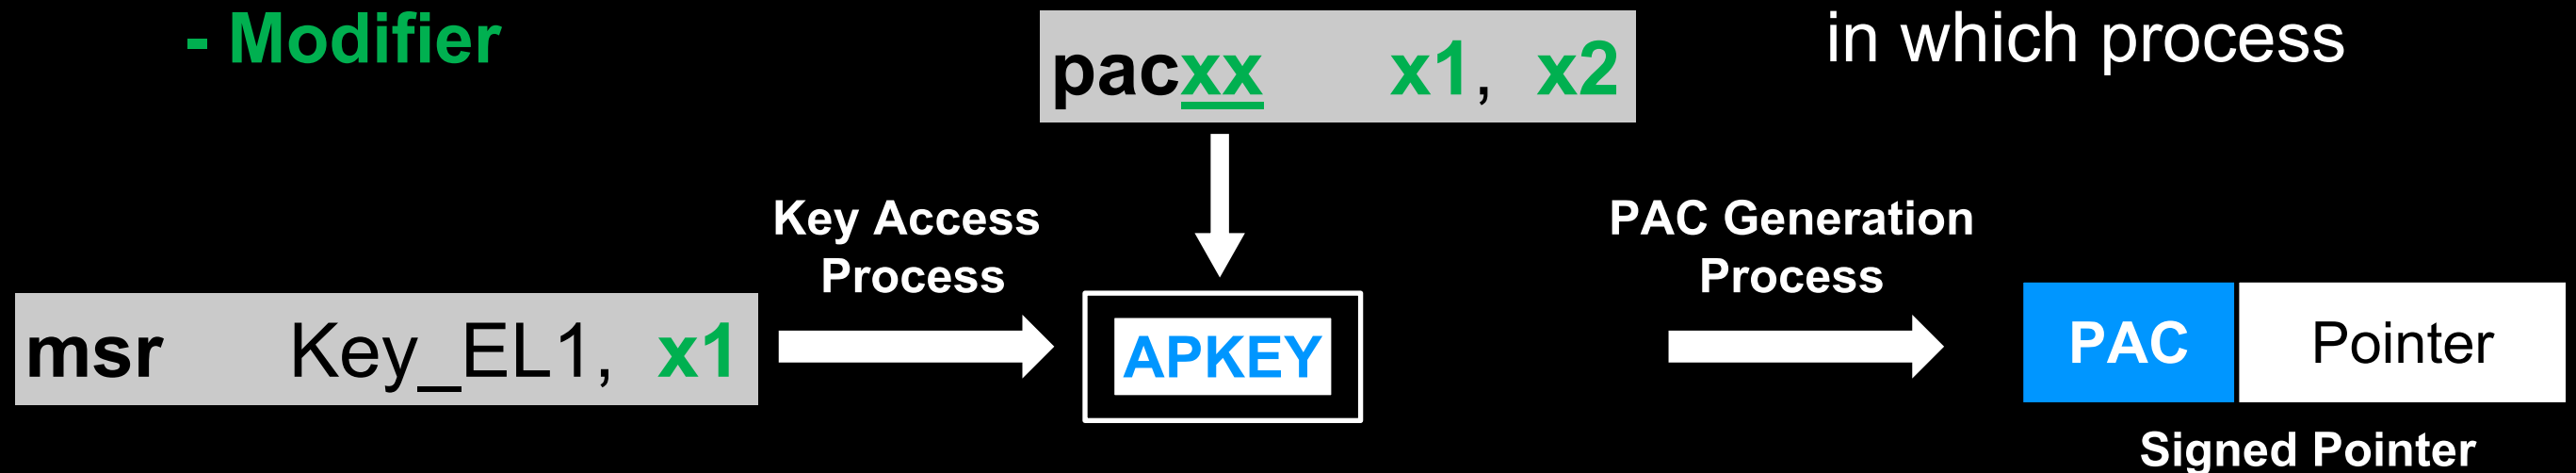 - Modifier
in which process
pacxx x1, x2
Key Access
Process
PAC Generation
Process
msr Key_EL1, x1
APKEY
PAC Pointer
Signed Pointer